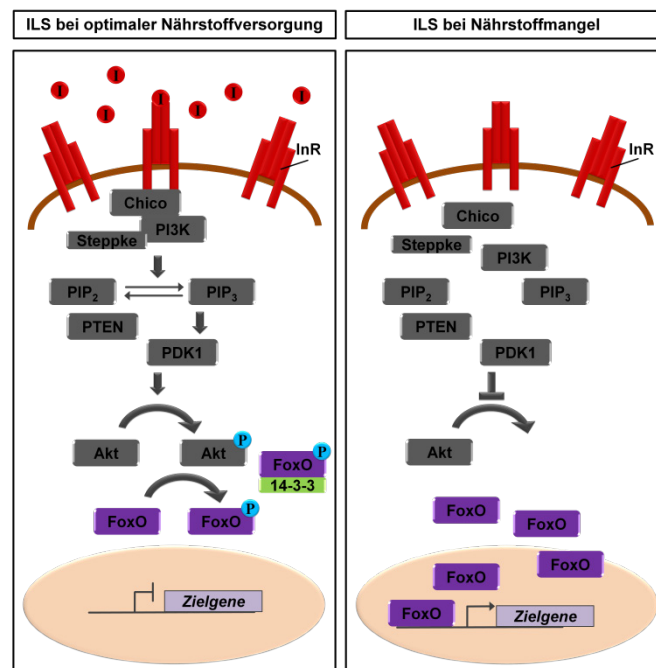 ILS bei optimaler Nährstoffversorgung
I
I
I
I
I
I
I
InR
Chico
PI3K
Steppke
PIP₂
PIP₃
PTEN
PDK1
Akt
Akt
P
FoxO
P
14-3-3
FoxO
FoxO
P
Zielgene
ILS bei Nährstoffmangel
InR
Chico
Steppke
PI3K
PIP₂
PIP₃
PTEN
PDK1
Akt
FoxO
FoxO
FoxO
FoxO
FoxO
Zielgene